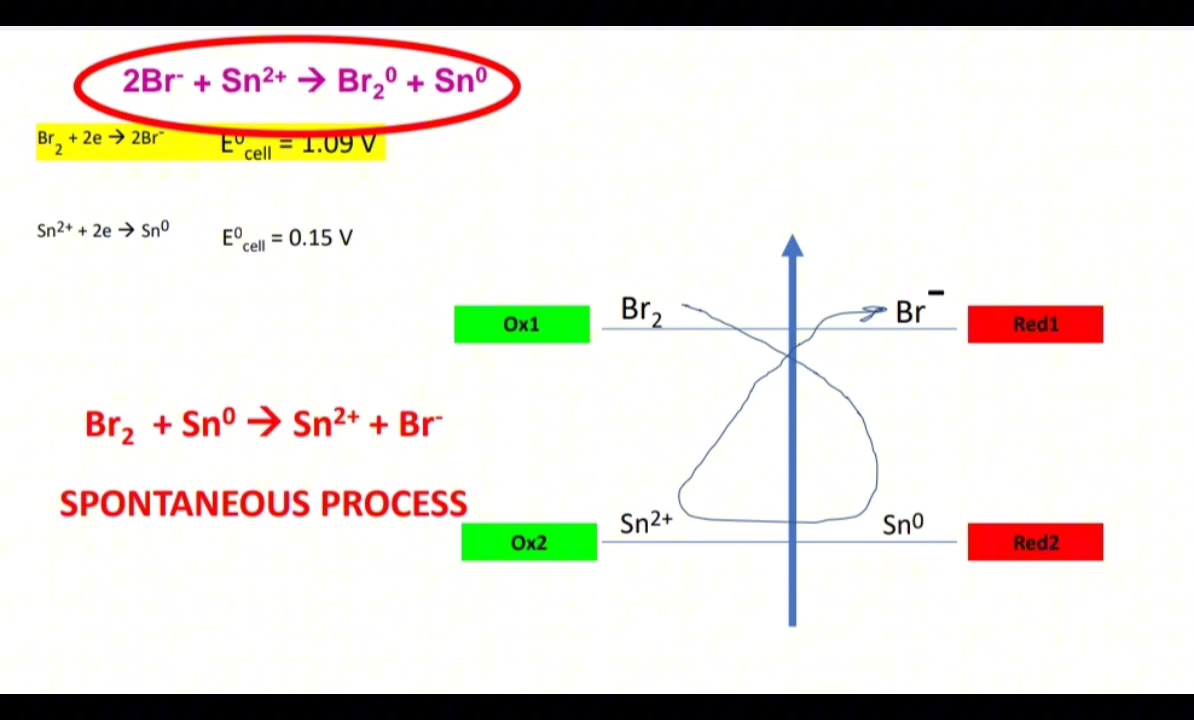 2Br⁻ + Sn²⁺ → Br₂⁰ + Sn⁰
Br₂ + 2e → 2Br⁻ E⁰cell = 1.09 V
Sn²⁺ + 2e → Sn⁰ E⁰cell = 0.15 V
Br₂ Br⁻
Ox1 Red1
Br₂ + Sn⁰ → Sn²⁺ + Br⁻
SPONTANEOUS PROCESS
Sn²⁺ Sn⁰
Ox2 Red2